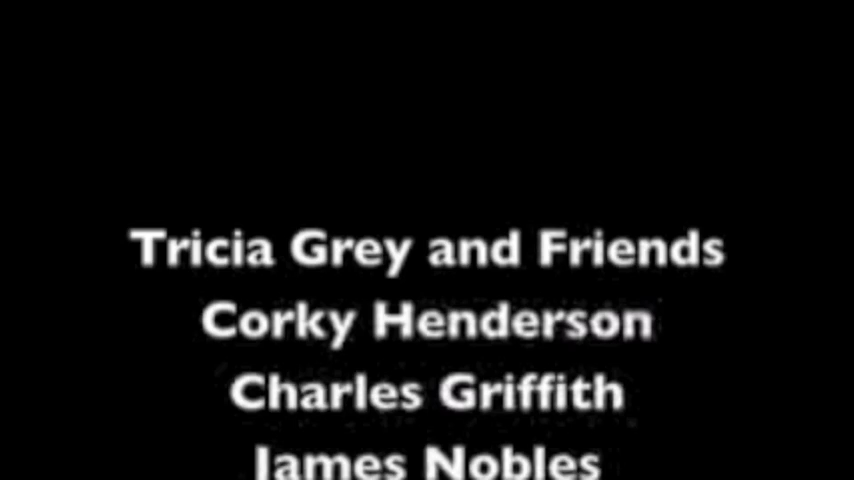 Tricia Grey and Friends
Corky Henderson
Charles Griffith
James Nobles